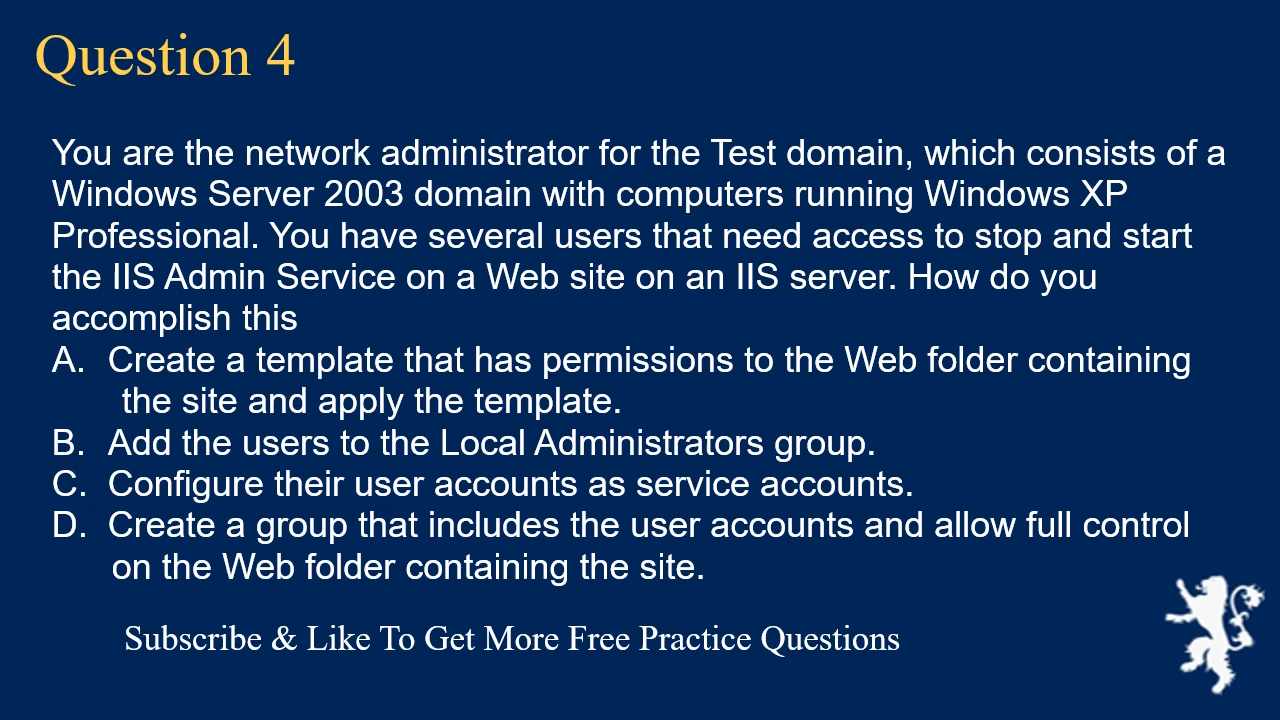 Question 4
You are the network administrator for the Test domain, which consists of a
Windows Server 2003 domain with computers running Windows XP
Professional. You have several users that need access to stop and start
the IIS Admin Service on a Web site on an IIS server. How do you
accomplish this
A. Create a template that has permissions to the Web folder containing
the site and apply the template.
B. Add the users to the Local Administrators group.
C. Configure their user accounts as service accounts.
D. Create a group that includes the user accounts and allow full control
on the Web folder containing the site.
Subscribe & Like To Get More Free Practice Questions